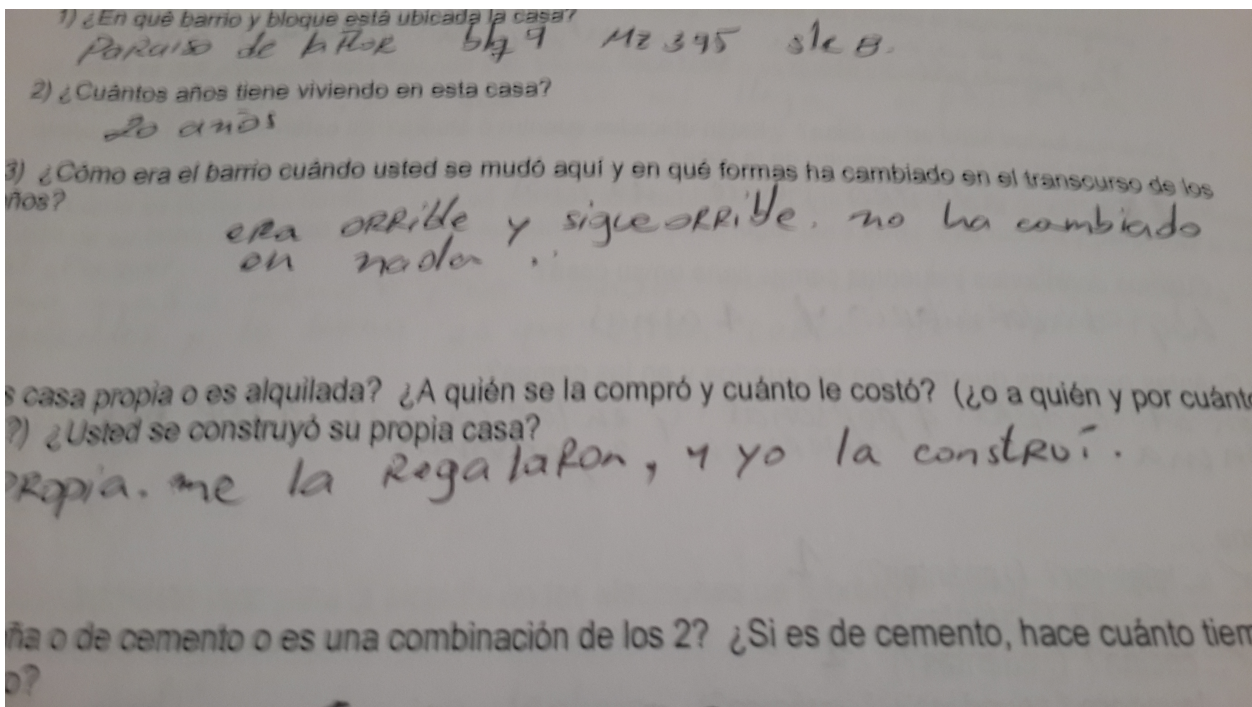 1) ¿En qué barrio y bloque está ubicada la casa?
Paraiso de la Flor blq 9 Mz 395 slc 8.
2) ¿Cuántos años tiene viviendo en esta casa?
20 anos
3) ¿Cómo era el barrio cuándo usted se mudó aquí y en qué formas ha cambiado en el transcurso de los
ños?
era orrible y sigue orrible. no ha cambiado
en nada.
s casa propia o es alquilada? ¿A quién se la compró y cuánto le costó? (¿o a quién y por cuánto
?) ¿Usted se construyó su propia casa?
propia. me la Regalaron, y yo la construí.
ña o de cemento o es una combinación de los 2? ¿Si es de cemento, hace cuánto tiem
o?